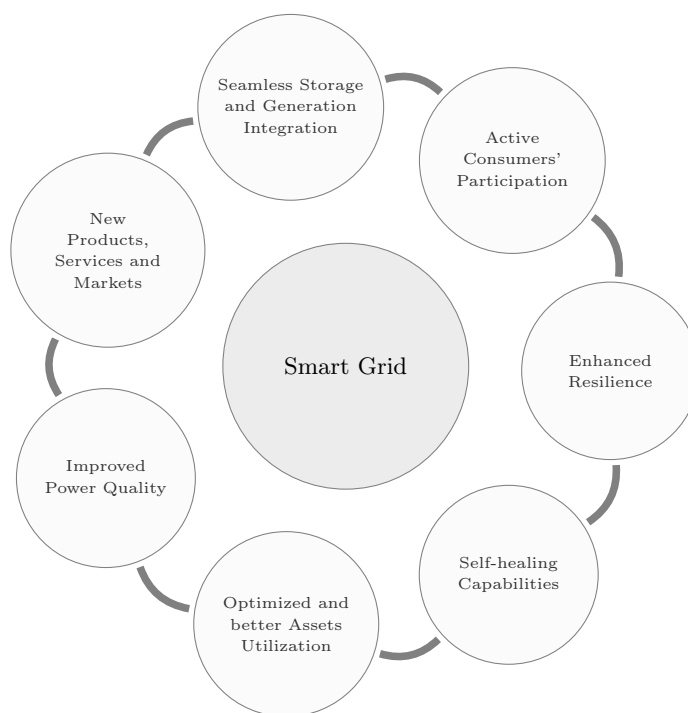 Seamless Storage
and Generation
Integration
Active
Consumers’
Participation
New
Products,
Services and
Markets
Smart Grid
Enhanced
Resilience
Improved
Power Quality
Self-healing
Capabilities
Optimized and
better Assets
Utilization